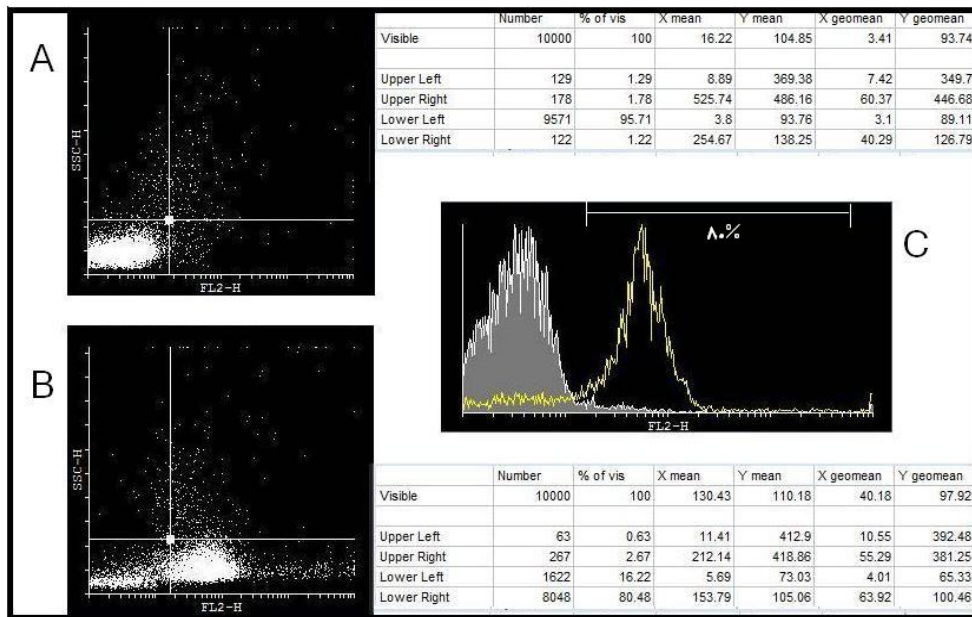 A
SSC-H
FL2-H
Number % of vis X mean Y mean X geomean Y geomean
Visible 10000 100 16.22 104.85 3.41 93.74
Upper Left 129 1.29 8.89 369.38 7.42 349.7
Upper Right 178 1.78 525.74 486.16 60.37 446.68
Lower Left 9571 95.71 3.8 93.76 3.1 89.11
Lower Right 122 1.22 254.67 138.25 40.29 126.79
۸۰%
C
FL2-H
B
SSC-H
FL2-H
Number % of vis X mean Y mean X geomean Y geomean
Visible 10000 100 130.43 110.18 40.18 97.92
Upper Left 63 0.63 11.41 412.9 10.55 392.48
Upper Right 267 2.67 212.14 418.86 55.29 381.25
Lower Left 1622 16.22 5.69 73.03 4.01 65.33
Lower Right 8048 80.48 153.79 105.06 63.92 100.46